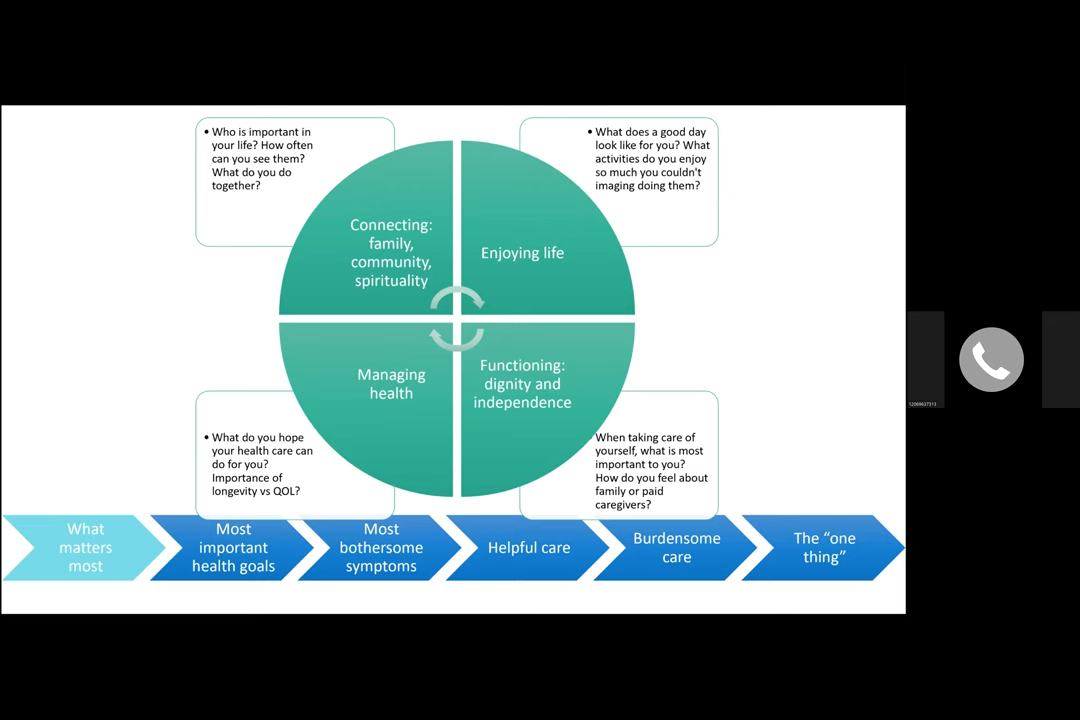 • Who is important in
your life? How often
can you see them?
What do you do
together?
• What does a good day
look like for you? What
activities do you enjoy
so much you couldn't
imaging doing them?
Connecting:
family,
community,
spirituality
Enjoying life
Managing
health
Functioning:
dignity and
independence
• What do you hope
your health care can
do for you?
Importance of
longevity vs QOL?
• When taking care of
yourself, what is most
important to you?
How do you feel about
family or paid
caregivers?
What
matters
most
Most
important
health goals
Most
bothersome
symptoms
Helpful care
Burdensome
care
The “one
thing”
12069637313